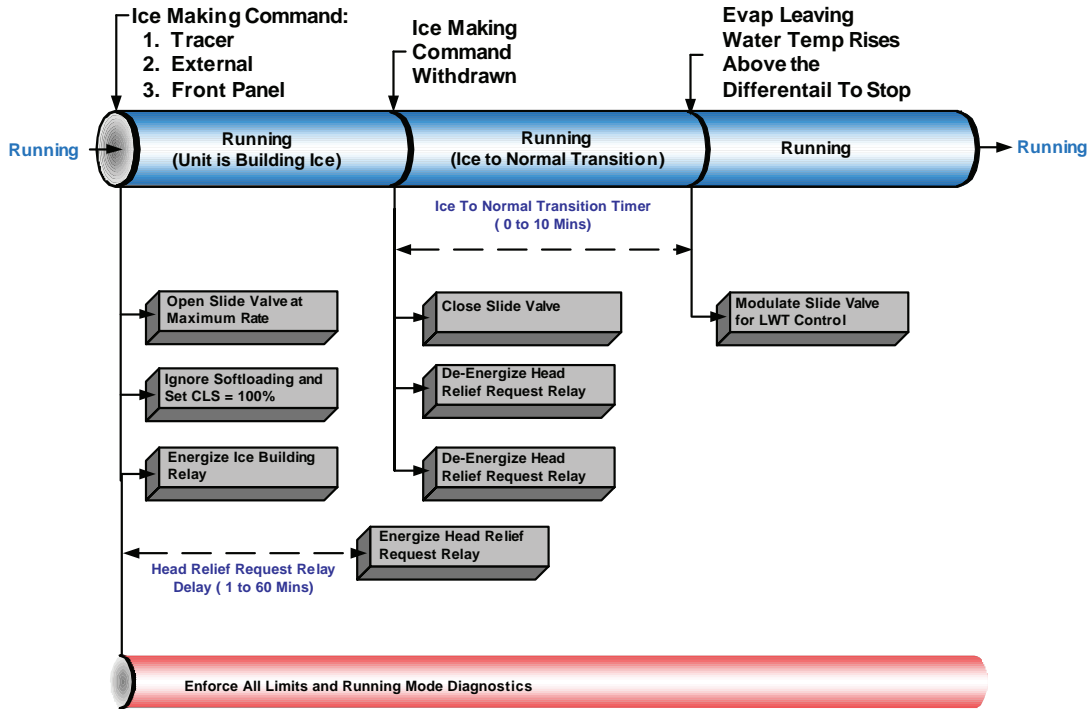 Ice Making Command:
1. Tracer
2. External
3. Front Panel
Ice Making
Command
Withdrawn
Evap Leaving
Water Temp Rises
Above the
Differentail To Stop
Running
Running
(Unit is Building Ice)
Running
(Ice to Normal Transition)
Running
Running
Ice To Normal Transition Timer
( 0 to 10 Mins)
Open Slide Valve at
Maximum Rate
Close Slide Valve
Modulate Slide Valve
for LWT Control
Ignore Softloading and
Set CLS = 100%
De-Energize Head
Relief Request Relay
Energize Ice Building
Relay
De-Energize Head
Relief Request Relay
Energize Head Relief
Request Relay
Head Relief Request Relay
Delay ( 1 to 60 Mins)
Enforce All Limits and Running Mode Diagnostics